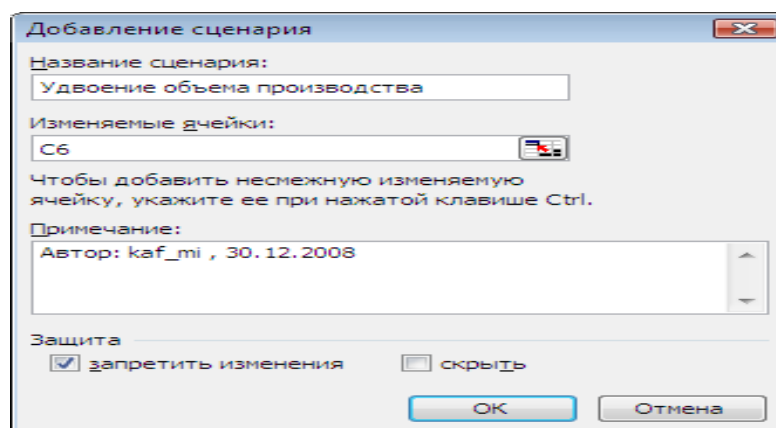 Добавление сценария
Название сценария:
Удвоение объема производства
Изменяемые ячейки:
C6
Чтобы добавить несмежную изменяемую
ячейку, укажите ее при нажатой клавише Ctrl.
Примечание:
Автор: kaf_mi , 30.12.2008
Защита
запретить изменения скрыть
ОК Отмена